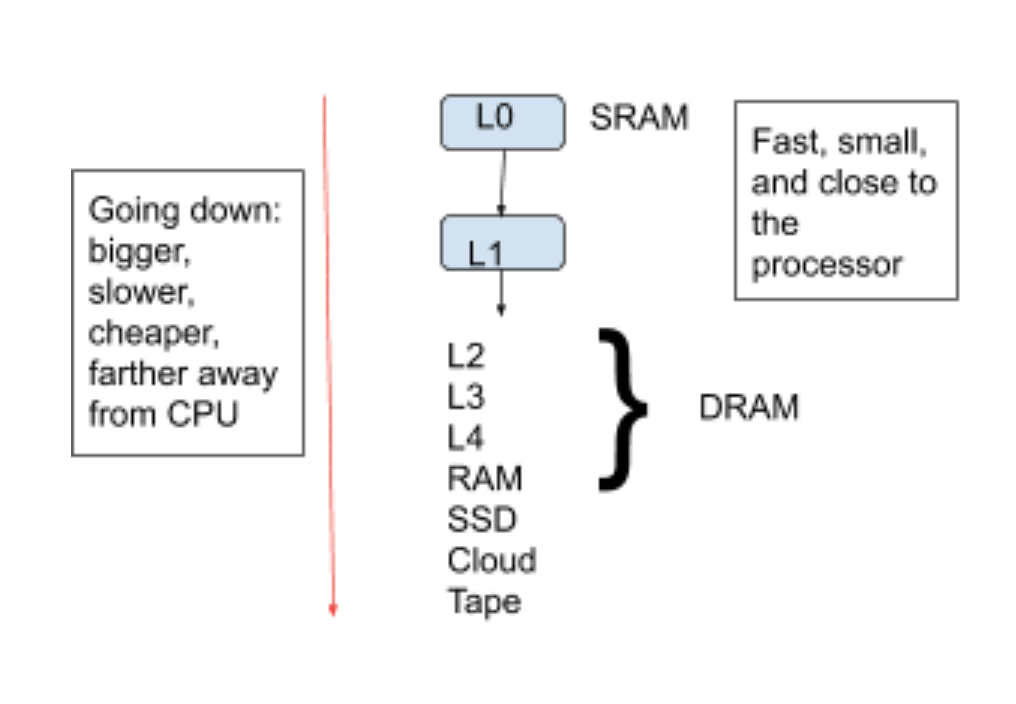 L0
SRAM
Fast, small,
and close to
the
processor
Going down:
bigger,
slower,
cheaper,
farther away
from CPU
L1
L2
L3
L4
RAM
SSD
Cloud
Tape
}
DRAM